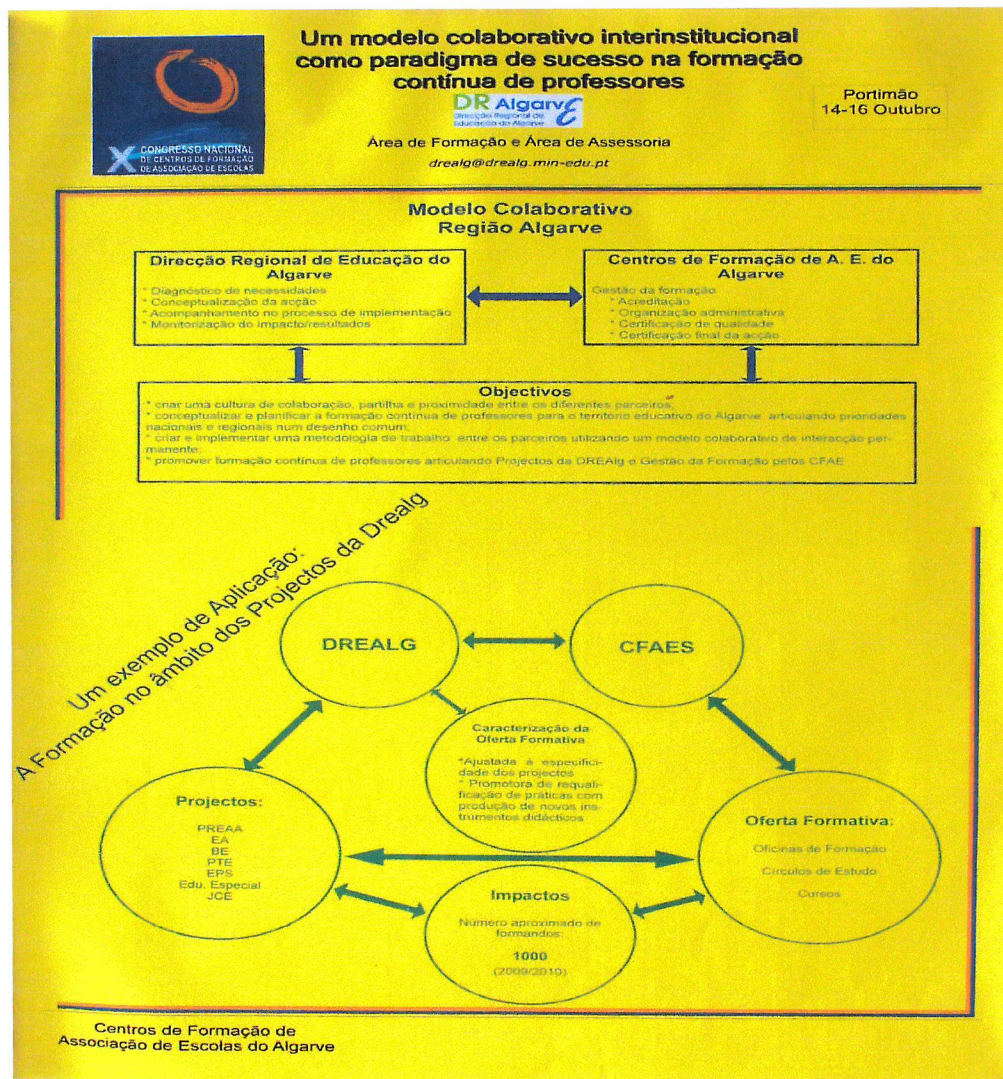 Um modelo colaborativo interinstitucional
como paradigma de sucesso na formação
contínua de professores
X CONGRESSO NACIONAL
DE CENTROS DE FORMAÇÃO
DE ASSOCIAÇÃO DE ESCOLAS
DR AlgarvE
Direcção Regional de
Educação do Algarve
Portimão
14-16 Outubro
Área de Formação e Área de Assessoria
drealg@drealg.min-edu.pt
Modelo Colaborativo
Região Algarve
Direcção Regional de Educação do
Algarve
* Diagnóstico de necessidades
* Conceptualização da acção
* Acompanhamento no processo de implementação
* Monitorização do impacto/resultados
Centros de Formação de A. E. do
Algarve
Gestão da formação
* Acreditação
* Organização administrativa
* Certificação de qualidade
* Certificação final da acção
Objectivos
* criar uma cultura de colaboração, partilha e proximidade entre os diferentes parceiros;
* conceptualizar e planificar a formação contínua de professores para o território educativo do Algarve, articulando prioridades
nacionais e regionais num desenho comum;
* criar e implementar uma metodologia de trabalho entre os parceiros utilizando um modelo colaborativo de interacção per-
manente;
* promover formação contínua de professores articulando Projectos da DREAlg e Gestão da Formação pelos CFAE
Um exemplo de Aplicação:
A Formação no âmbito dos Projectos da Drealg
DREALG
CFAES
Caracterização da
Oferta Formativa
*Ajustada à especifici-
dade dos projectos
* Promotora de requali-
ficação de práticas com
produção de novos ins-
trumentos didácticos
Projectos:
PREAA
EA
BE
PTE
EPS
Edu. Especial
JCE
Oferta Formativa:
Oficinas de Formação
Círculos de Estudo
Cursos
Impactos
Número aproximado de
formandos:
1000
(2009/2010)
Centros de Formação de
Associação de Escolas do Algarve